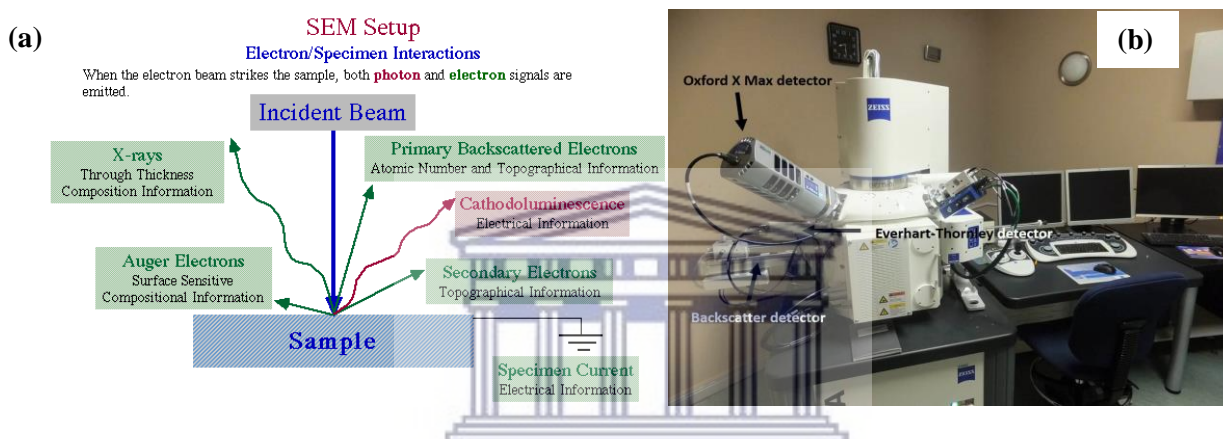 (a)
SEM Setup
Electron/Specimen Interactions
When the electron beam strikes the sample, both photon and electron signals are
emitted.
Incident Beam
X-rays
Through Thickness
Composition Information
Primary Backscattered Electrons
Atomic Number and Topographical Information
Cathodoluminescence
Electrical Information
Auger Electrons
Surface Sensitive
Compositional Information
Secondary Electrons
Topographical Information
Sample
Specimen Current
Electrical Information
(b)
Oxford X Max detector
ZEISS
Everhart-Thornley detector
Backscatter detector
ZEISS